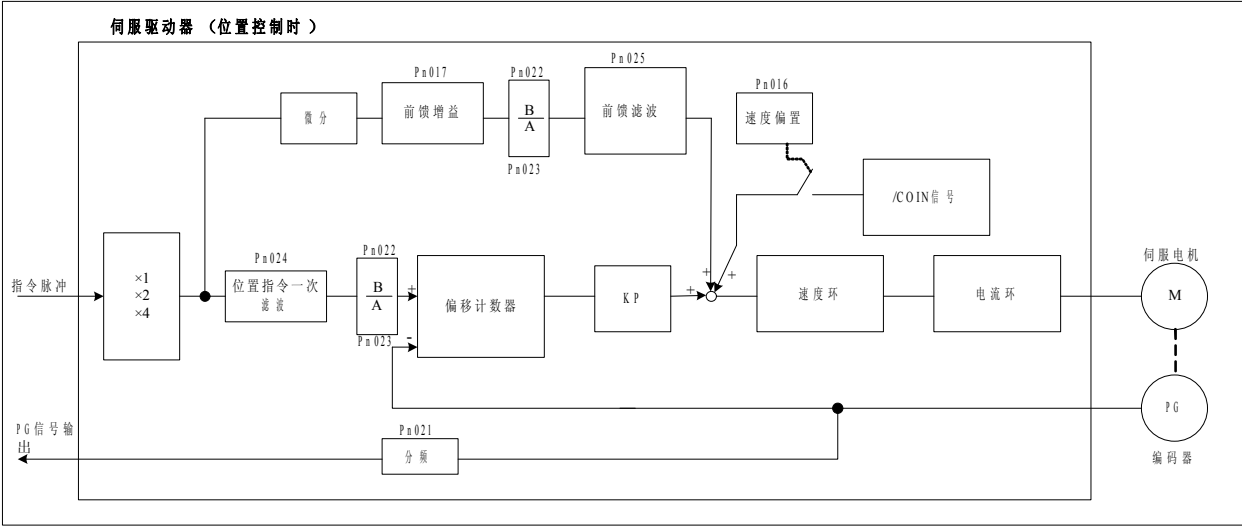 伺服驱动器 （位置控制时 ）
Pn017
Pn022
Pn025
Pn016
微分
前馈增益
B
A
前馈滤波
速度偏置
Pn023
/COIN信号
指令脉冲
×1
×2
×4
Pn024
位置指令一次
滤波
Pn022
B
A
Pn023
+
-
偏移计数器
KP
+
+
+
速度环
电流环
伺服电机
M
PG
编码器
PG信号输
出
Pn021
分频